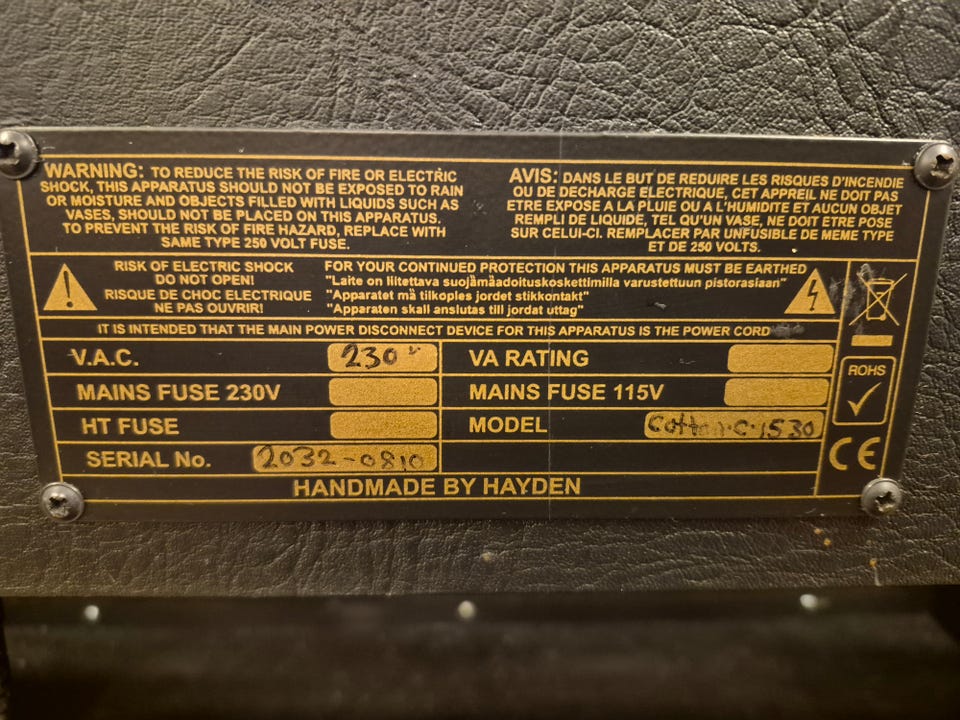 WARNING: TO REDUCE THE RISK OF FIRE OR ELECTRIC
SHOCK, THIS APPARATUS SHOULD NOT BE EXPOSED TO RAIN
OR MOISTURE AND OBJECTS FILLED WITH LIQUIDS SUCH AS
VASES, SHOULD NOT BE PLACED ON THIS APPARATUS.
TO PREVENT THE RISK OF FIRE HAZARD, REPLACE WITH
SAME TYPE 250 VOLT FUSE.
AVIS: DANS LE BUT DE REDUIRE LES RISQUES D'INCENDIE
OU DE DECHARGE ELECTRIQUE, CET APPREIL NE DOIT PAS
ETRE EXPOSE A LA PLUIE OU A L'HUMIDITE ET AUCUN OBJET
REMPLI DE LIQUIDE, TEL QU'UN VASE, NE DOIT ETRE POSE
SUR CELUI-CI. REMPLACER PAR UNFUSIBLE DE MEME TYPE
ET DE 250 VOLTS.
RISK OF ELECTRIC SHOCK
DO NOT OPEN!
RISQUE DE CHOC ELECTRIQUE
NE PAS OUVRIR!
FOR YOUR CONTINUED PROTECTION THIS APPARATUS MUST BE EARTHED
"Laite on liitettava suojämäadoituskoskettimilla varustettuun pistorasiaan"
"Apparatet må tilkoples jordet stikkontakt"
"Apparaten skall anslutas till jordat uttag"
IT IS INTENDED THAT THE MAIN POWER DISCONNECT DEVICE FOR THIS APPARATUS IS THE POWER CORD
V.A.C. 230 v
VA RATING
MAINS FUSE 230V
MAINS FUSE 115V
HT FUSE
MODEL Cotton.C.1530
SERIAL No. 2032-0810
HANDMADE BY HAYDEN
ROHS
CE